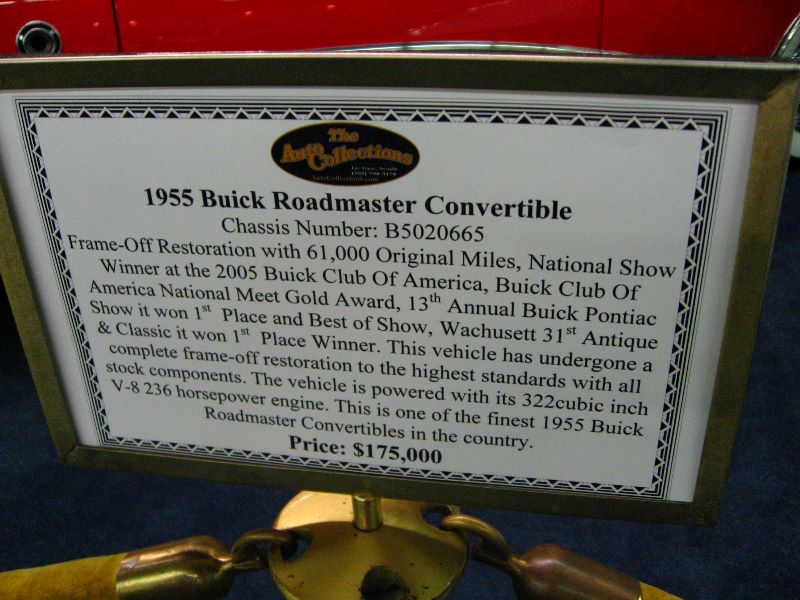 The
Auto Collections
Las Vegas, Nevada
AutoCollections.com
1955 Buick Roadmaster Convertible
Chassis Number: B5020665
Frame-Off Restoration with 61,000 Original Miles, National Show
Winner at the 2005 Buick Club Of America, Buick Club Of
America National Meet Gold Award, 13th Annual Buick Pontiac
Show it won 1st Place and Best of Show, Wachusett 31st Antique
& Classic it won 1st Place Winner. This vehicle has undergone a
complete frame-off restoration to the highest standards with all
stock components. The vehicle is powered with its 322cubic inch
V-8 236 horsepower engine. This is one of the finest 1955 Buick
Roadmaster Convertibles in the country.
Price: $175,000